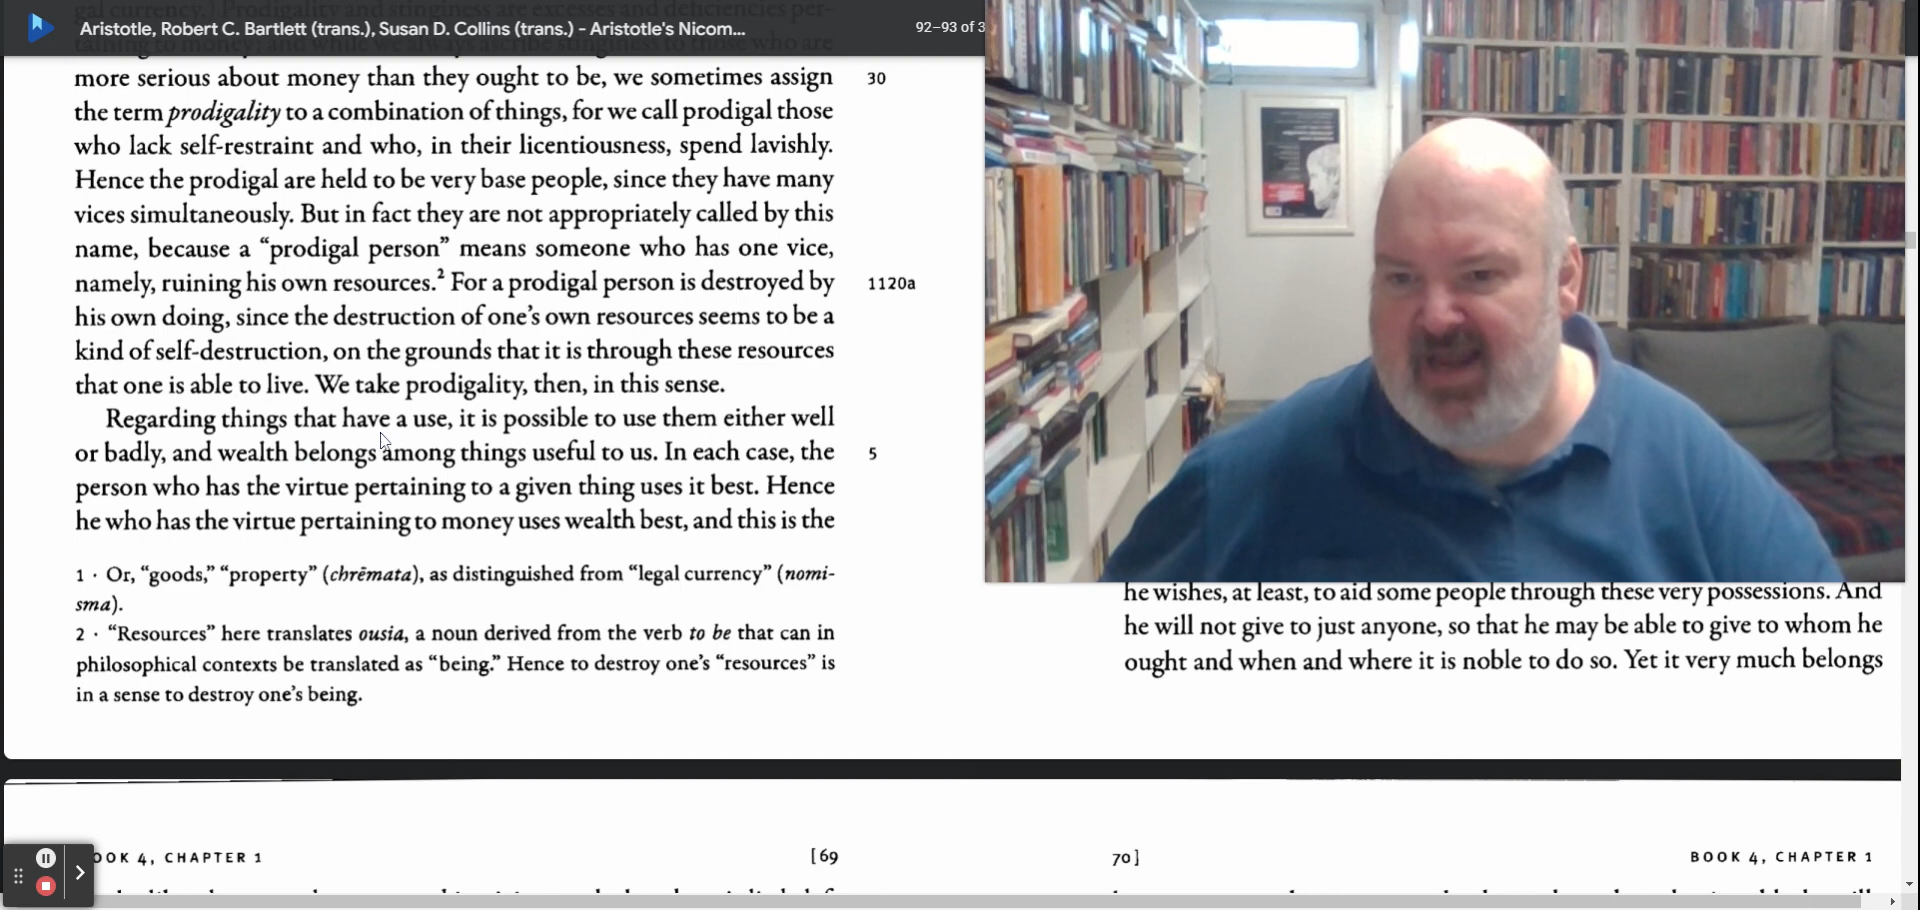 gal currency.) Prodigality and stinginess are excesses and deficiencies per-
Aristotle, Robert C. Bartlett (trans.), Susan D. Collins (trans.) - Aristotle's Nicom...
92–93 of 3
more serious about money than they ought to be, we sometimes assign
30
the term prodigality to a combination of things, for we call prodigal those
who lack self-restraint and who, in their licentiousness, spend lavishly.
Hence the prodigal are held to be very base people, since they have many
vices simultaneously. But in fact they are not appropriately called by this
name, because a “prodigal person” means someone who has one vice,
namely, ruining his own resources.² For a prodigal person is destroyed by
1120a
his own doing, since the destruction of one’s own resources seems to be a
kind of self-destruction, on the grounds that it is through these resources
that one is able to live. We take prodigality, then, in this sense.
Regarding things that have a use, it is possible to use them either well
or badly, and wealth belongs among things useful to us. In each case, the
5
person who has the virtue pertaining to a given thing uses it best. Hence
he who has the virtue pertaining to money uses wealth best, and this is the
1 · Or, “goods,” “property” (chrēmata), as distinguished from “legal currency” (nomi-
sma).
2 · “Resources” here translates ousia, a noun derived from the verb to be that can in
philosophical contexts be translated as “being.” Hence to destroy one’s “resources” is
in a sense to destroy one’s being.
he wishes, at least, to aid some people through these very possessions. And
he will not give to just anyone, so that he may be able to give to whom he
ought and when and where it is noble to do so. Yet it very much belongs
OOK 4, CHAPTER 1
[69
70]
BOOK 4, CHAPTER 1